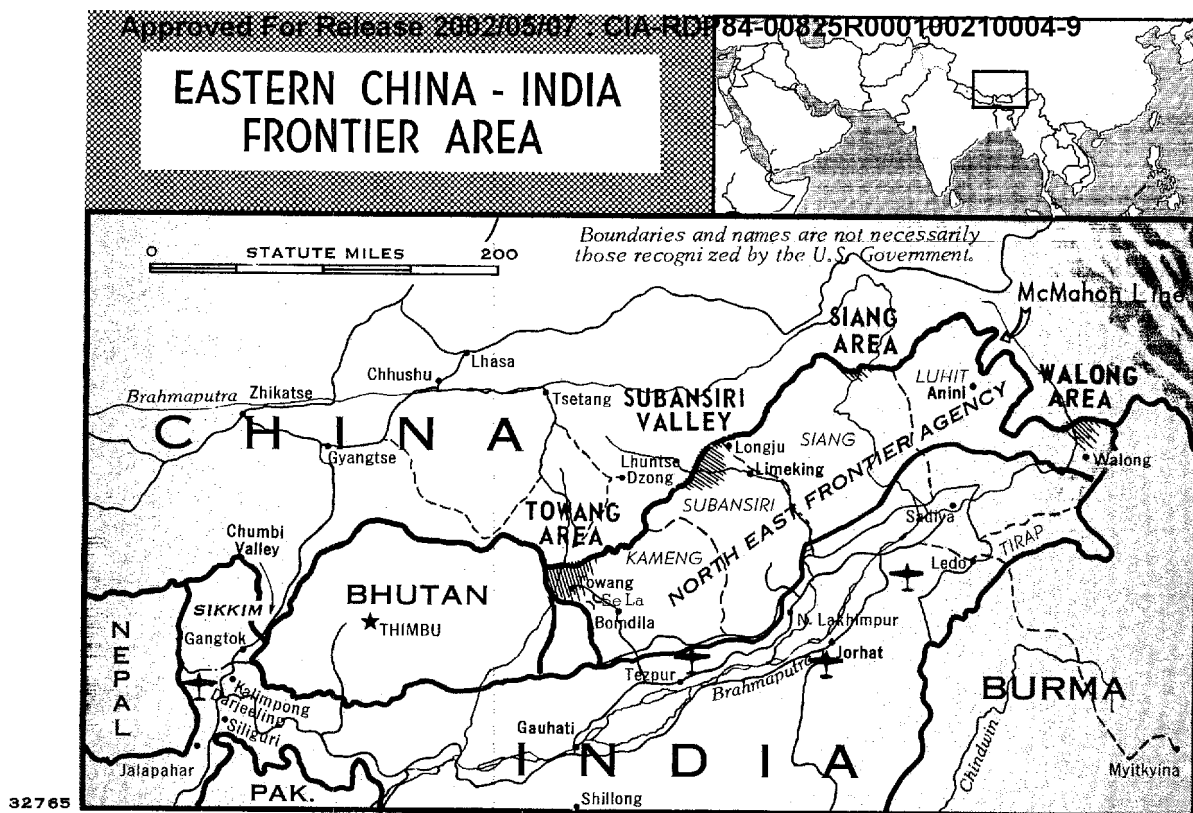 Approved For Release 2002/05/07 : CIA-RDP84-00825R000100210004-9
EASTERN CHINA - INDIA
FRONTIER AREA
0 STATUTE MILES 200
Boundaries and names are not necessarily
those recognized by the U.S. Government.
McMahon Line
SIANG
AREA
Lhasa
Chhushu
LUHIT
Anini
WALONG
AREA
Brahmaputra
Zhikatse
Tsetang
SUBANSIRI
VALLEY
CHINA
Gyangtse
Longju
SIANG
Walong
Lhuntse
Dzong
Limeking
TOWANG
AREA
SUBANSIRI
NORTH EAST FRONTIER AGENCY
Sadiya
Chumbi
Valley
KAMENG
TIRAP
Ledo
BHUTAN
Towang
Se La
Bomdila
SIKKIM
THIMBU
N. Lakhimpur
NEPAL
Gangtok
Jorhat
Tezpur
Brahmaputra
BURMA
Kalimpong
Darjeeling
Siliguri
Gauhati
INDIA
Chindwin
Jalapahar
Myitkyina
PAK.
Shillong
32765